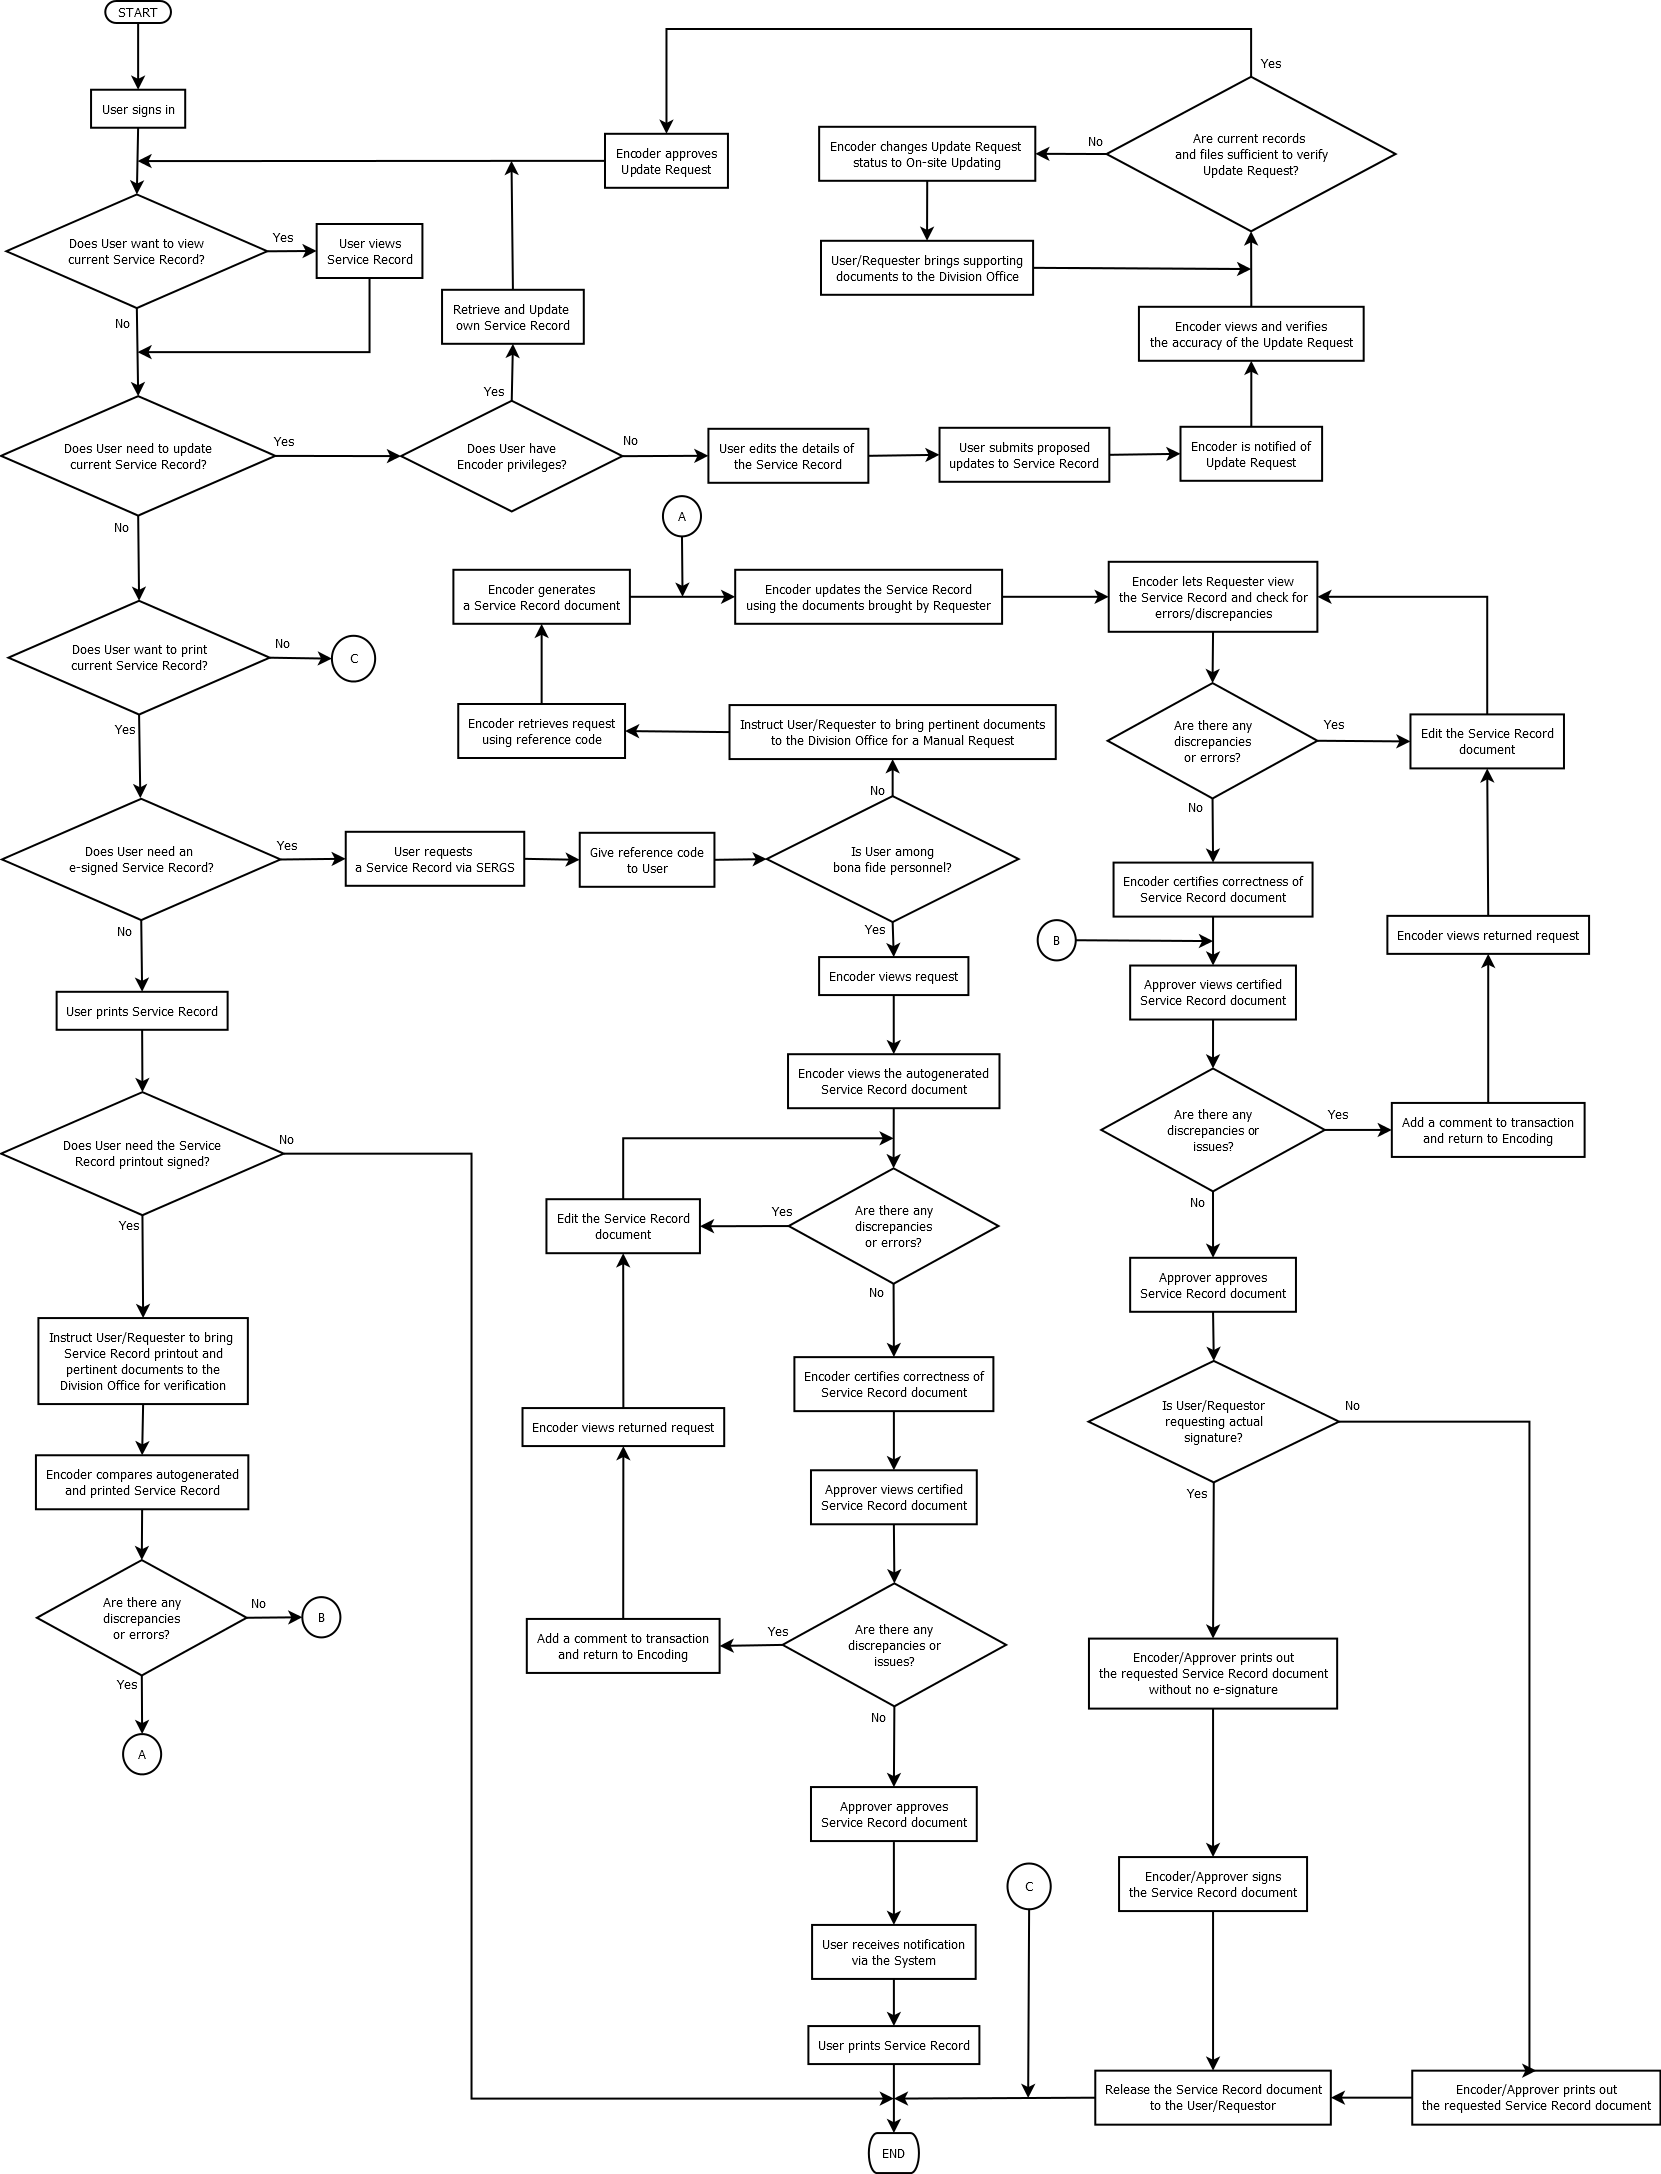 START
User signs in
Does User want to view
current Service Record?
Yes
User views
Service Record
No
Does User need to update
current Service Record?
Yes
Does User have
Encoder privileges?
Yes
Retrieve and Update
own Service Record
No
User edits the details of
the Service Record
User submits proposed
updates to Service Record
Encoder is notified of
Update Request
Encoder views and verifies
the accuracy of the Update Request
Are current records
and files sufficient to verify
Update Request?
Yes
No
Encoder approves
Update Request
Encoder changes Update Request
status to On-site Updating
User/Requester brings supporting
documents to the Division Office
No
Does User want to print
current Service Record?
No
C
Yes
Does User need an
e-signed Service Record?
Yes
User requests
a Service Record via SERGS
Give reference code
to User
Is User among
bona fide personnel?
No
Instruct User/Requester to bring pertinent documents
to the Division Office for a Manual Request
Encoder retrieves request
using reference code
Encoder generates
a Service Record document
A
Encoder updates the Service Record
using the documents brought by Requester
Encoder lets Requester view
the Service Record and check for
errors/discrepancies
Are there any
discrepancies
or errors?
Yes
Edit the Service Record
document
No
Encoder certifies correctness of
Service Record document
B
Encoder views returned request
Approver views certified
Service Record document
Are there any
discrepancies or
issues?
Yes
Add a comment to transaction
and return to Encoding
No
Approver approves
Service Record document
Is User/Requestor
requesting actual
signature?
No
Yes
Encoder/Approver prints out
the requested Service Record document
without no e-signature
Encoder/Approver signs
the Service Record document
Release the Service Record document
to the User/Requestor
Encoder/Approver prints out
the requested Service Record document
Yes
Encoder views request
Encoder views the autogenerated
Service Record document
Are there any
discrepancies
or errors?
Yes
Edit the Service Record
document
No
Encoder certifies correctness of
Service Record document
Encoder views returned request
Approver views certified
Service Record document
Are there any
discrepancies or
issues?
Yes
Add a comment to transaction
and return to Encoding
No
Approver approves
Service Record document
User receives notification
via the System
User prints Service Record
C
END
No
User prints Service Record
Does User need the Service
Record printout signed?
No
Yes
Instruct User/Requester to bring
Service Record printout and
pertinent documents to the
Division Office for verification
Encoder compares autogenerated
and printed Service Record
Are there any
discrepancies
or errors?
No
B
Yes
A